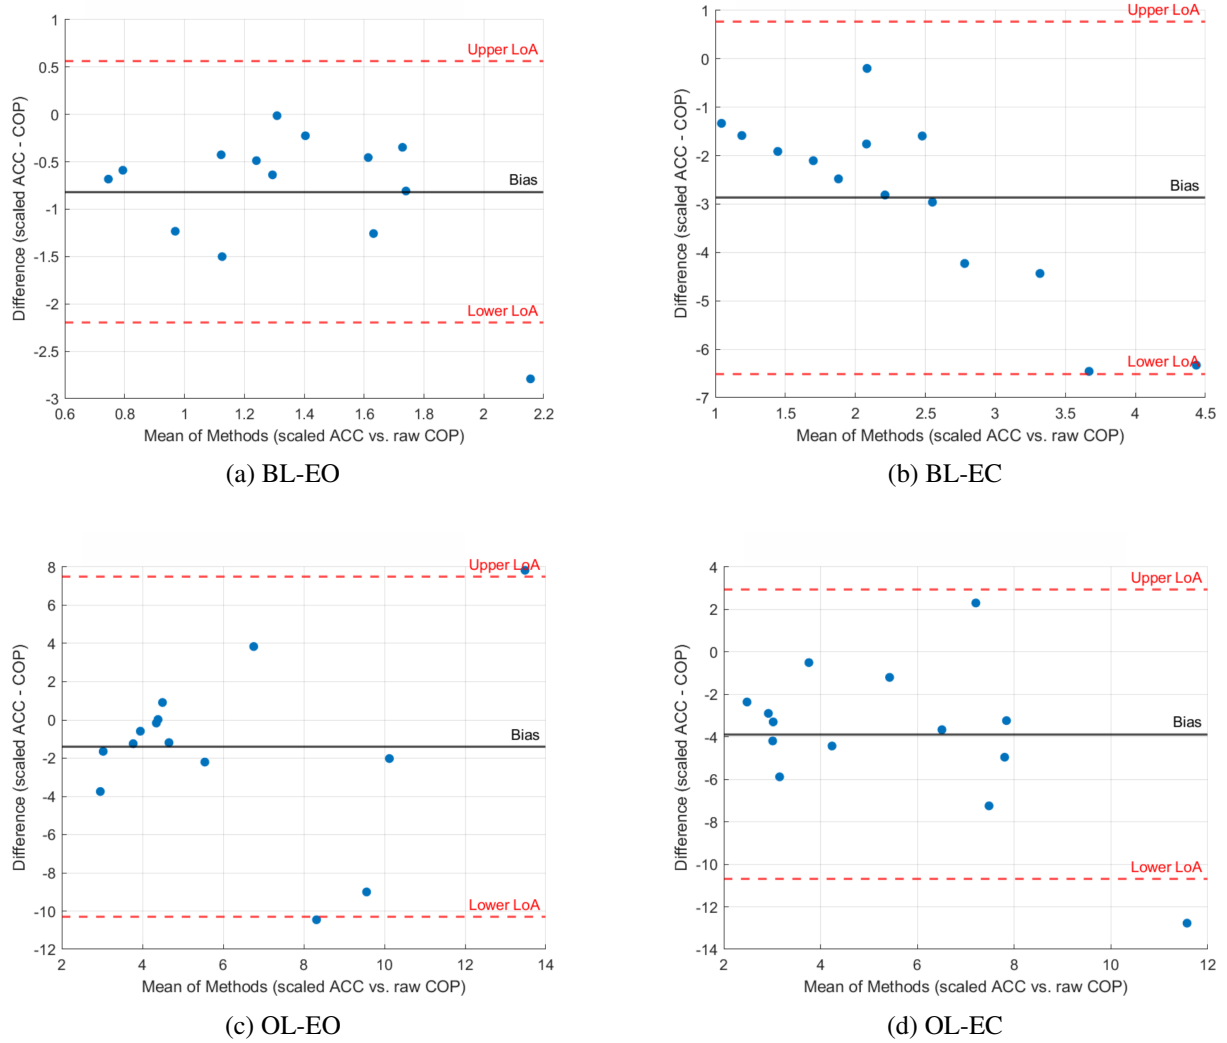 Difference (scaled ACC - COP)
1
0.5
0
-0.5
-1
-1.5
-2
-2.5
-3
Upper LoA
Bias
Lower LoA
0.6 0.8 1 1.2 1.4 1.6 1.8 2 2.2
Mean of Methods (scaled ACC vs. raw COP)
(a) BL-EO
Difference (scaled ACC - COP)
1
0
-1
-2
-3
-4
-5
-6
-7
Upper LoA
Bias
Lower LoA
1 1.5 2 2.5 3 3.5 4 4.5
Mean of Methods (scaled ACC vs. raw COP)
(b) BL-EC
Difference (scaled ACC - COP)
8
6
4
2
0
-2
-4
-6
-8
-10
-12
Upper LoA
Bias
Lower LoA
2 4 6 8 10 12 14
Mean of Methods (scaled ACC vs. raw COP)
(c) OL-EO
Difference (scaled ACC - COP)
4
2
0
-2
-4
-6
-8
-10
-12
-14
Upper LoA
Bias
Lower LoA
2 4 6 8 10 12
Mean of Methods (scaled ACC vs. raw COP)
(d) OL-EC